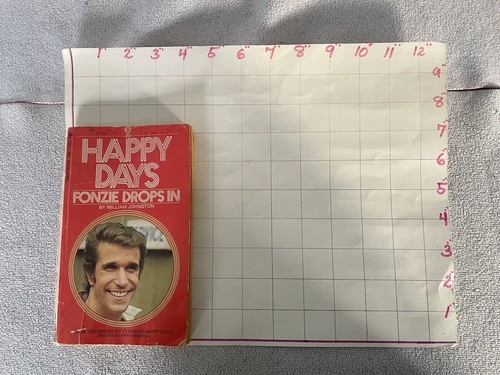 1" 2" 3" 4" 5" 6" 7" 8" 9" 10" 11" 12"
9"
8"
7"
6"
5"
4"
3"
2"
1"
2
HAPPY
DAYS
FONZIE DROPS IN
BY WILLIAM JOHNSTON